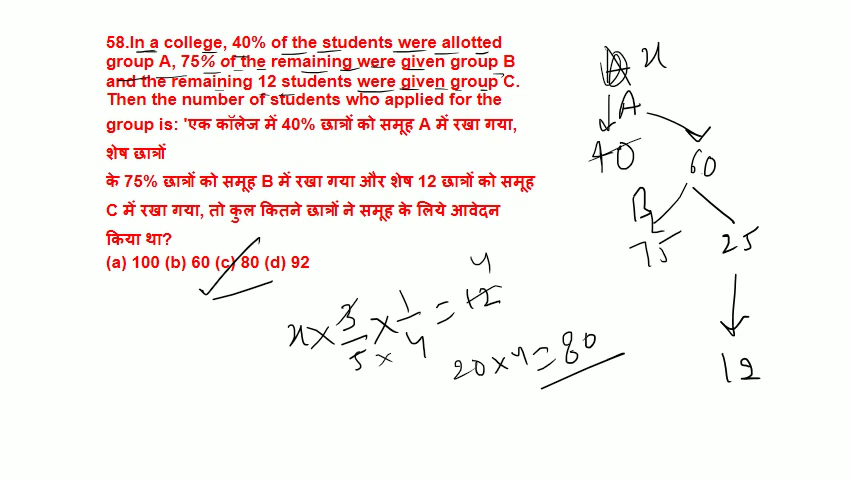 58.In a college, 40% of the students were allotted
group A, 75% of the remaining were given group B
and the remaining 12 students were given group C.
Then the number of students who applied for the
group is: 'एक कॉलेज में 40% छात्रों को समूह A में रखा गया,
शेष छात्रों
के 75% छात्रों को समूह B में रखा गया और शेष 12 छात्रों को समूह
C में रखा गया, तो कुल कितने छात्रों ने समूह के लिये आवेदन
किया था?
(a) 100 (b) 60 (c) 80 (d) 92
x
A
40 60
B
75 25
12
4
x × 3/5 × 1/4 = 12
20 × 4 = 80